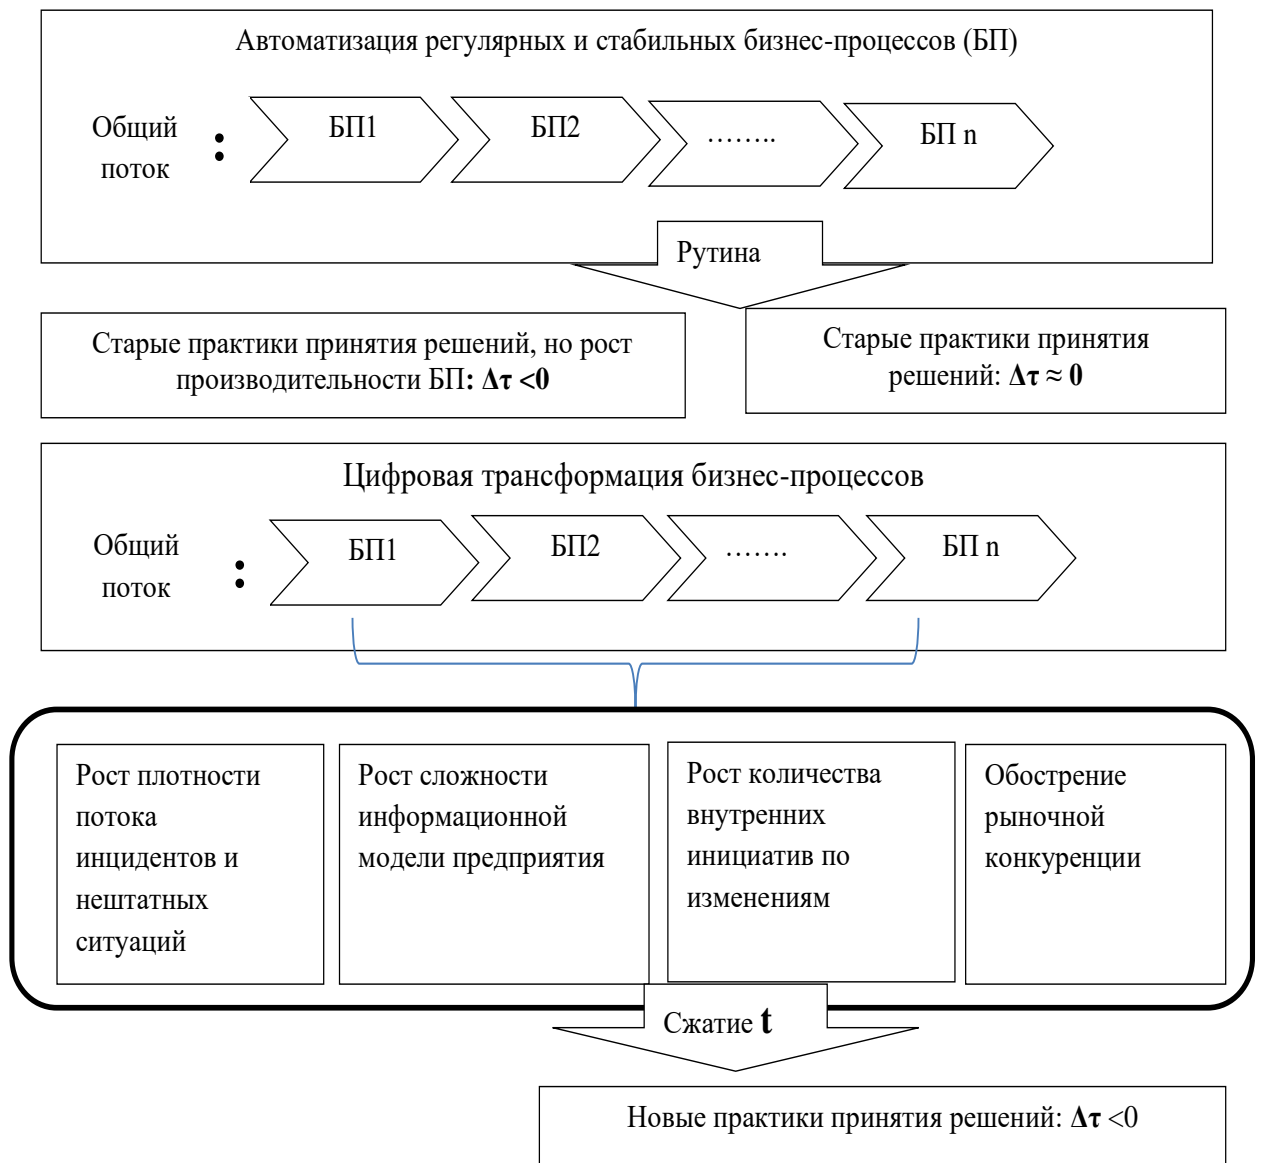 Автоматизация регулярных и стабильных бизнес-процессов (БП)
Общий
поток
:
БП1
БП2
……..
БП n
Рутина
Старые практики принятия решений, но рост
производительности БП: Δτ <0
Старые практики принятия
решений: Δτ ≈ 0
Цифровая трансформация бизнес-процессов
Общий
поток
:
БП1
БП2
…….
БП n
Рост плотности
потока
инцидентов и
нештатных
ситуаций
Рост сложности
информационной
модели предприятия
Рост количества
внутренних
инициатив по
изменениям
Обострение
рыночной
конкуренции
Сжатие t
Новые практики принятия решений: Δτ <0